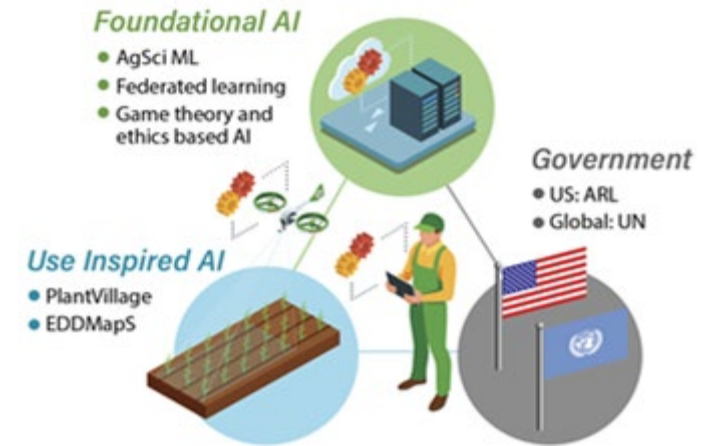 Foundational AI
• AgSci ML
• Federated learning
• Game theory and
ethics based AI
Government
• US: ARL
• Global: UN
Use Inspired AI
• PlantVillage
• EDDMapS